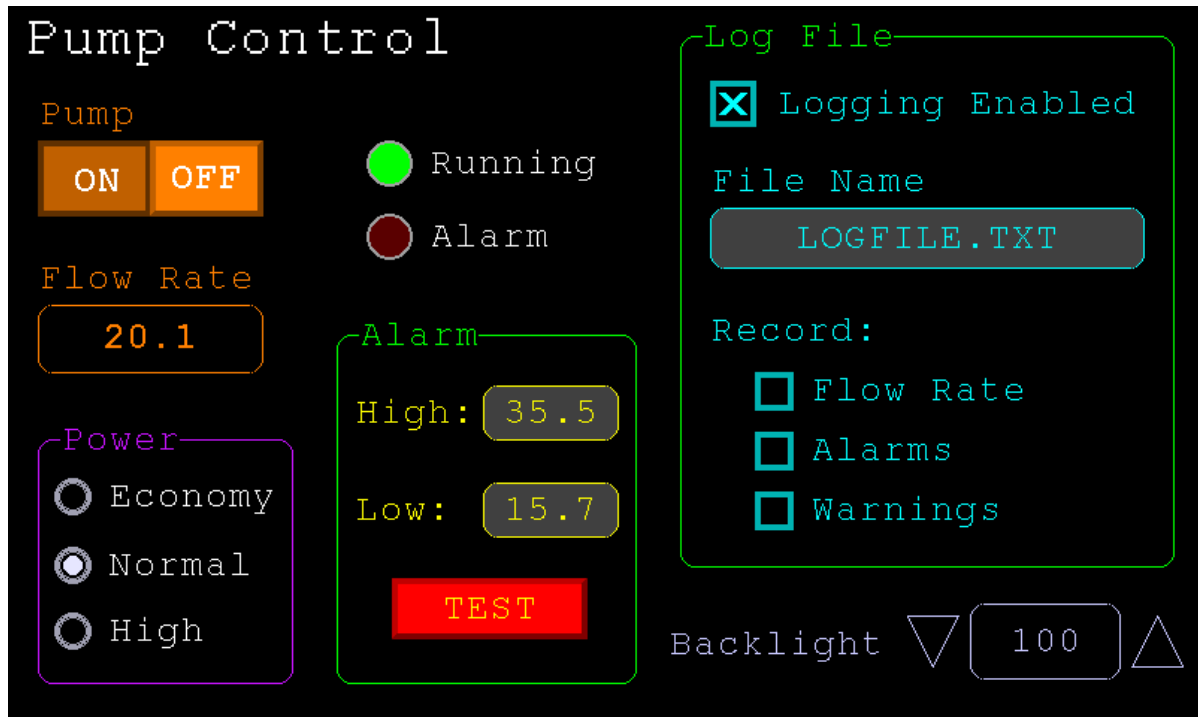 Pump Control
Pump
ON OFF
Running
Alarm
Flow Rate
20.1
Power
Economy
Normal
High
Alarm
High: 35.5
Low: 15.7
TEST
Log File
Logging Enabled
File Name
LOGFILE.TXT
Record:
Flow Rate
Alarms
Warnings
Backlight 100